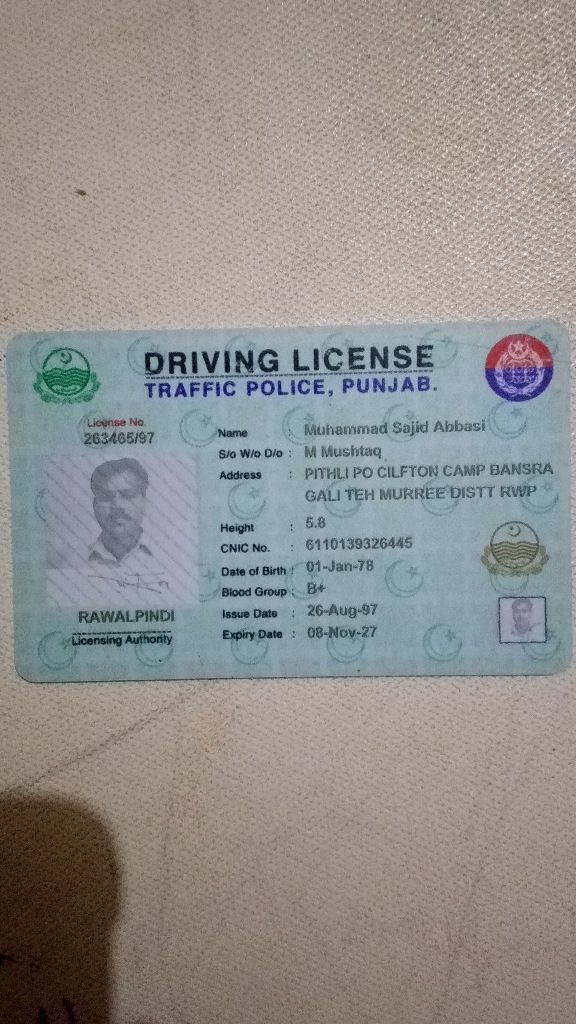 DRIVING LICENSE
TRAFFIC POLICE, PUNJAB.
License No.
263465/97
Name : Muhammad Sajid Abbasi
S/o W/o D/o : M Mushtaq
Address : PITHLI PO CILFTON CAMP BANSRA
GALI TEH MURREE DISTT RWP
Height : 5.8
CNIC No. : 6110139326445
Date of Birth : 01-Jan-78
Blood Group : B+
Issue Date : 26-Aug-97
Expiry Date : 08-Nov-27
RAWALPINDI
Licensing Authority